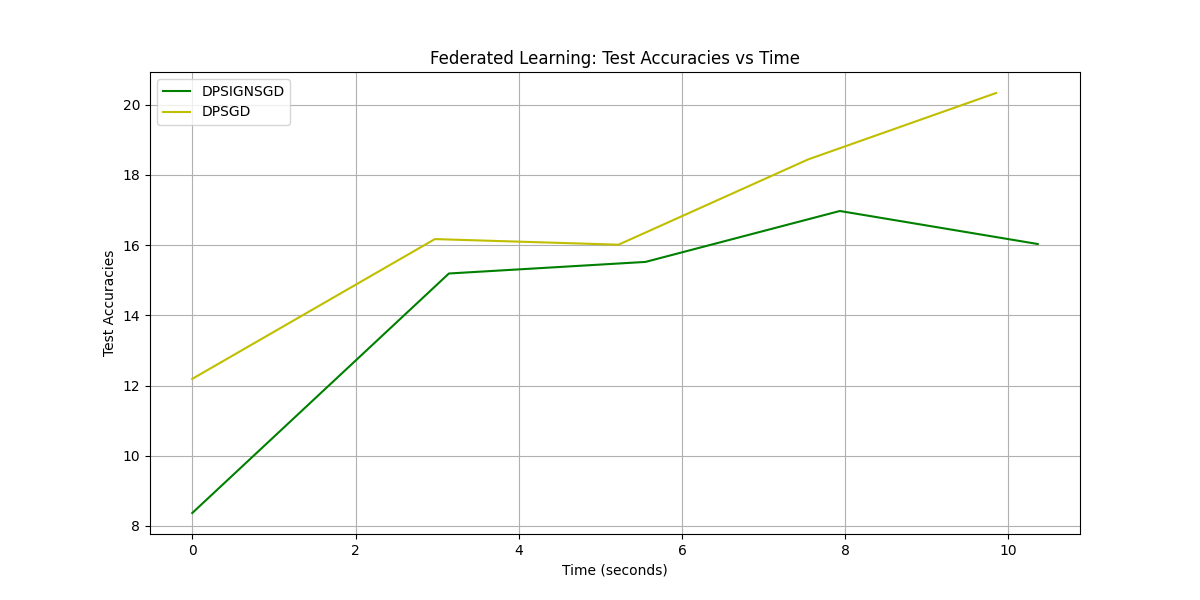 Federated Learning: Test Accuracies vs Time
DPSIGNSGD
DPSGD
Test Accuracies
20
18
16
14
12
10
8
0 2 4 6 8 10
Time (seconds)